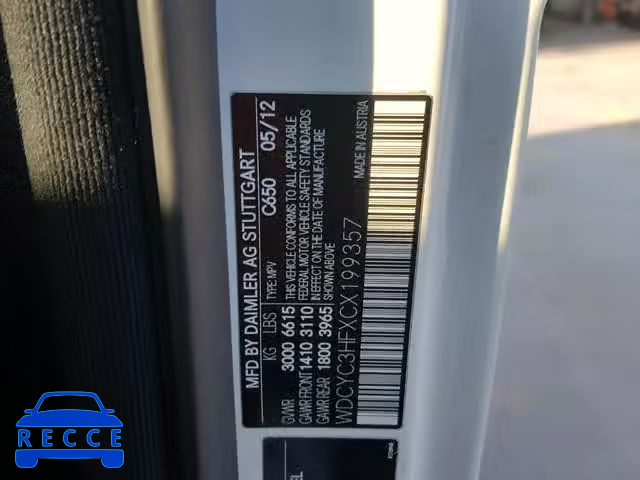 MFD BY DAIMLER AG STUTTGART
C650 05/12
KG LBS TYPE: MPV
GVWR 3000 6615
GAWR FRONT 1410 3110
GAWR REAR 1800 3965
THIS VEHICLE CONFORMS TO ALL APPLICABLE
FEDERAL MOTOR VEHICLE SAFETY STANDARDS
IN EFFECT ON THE DATE OF MANUFACTURE
SHOWN ABOVE
WDCYC3HFXCX199357
MADE IN AUSTRIA
RECCE